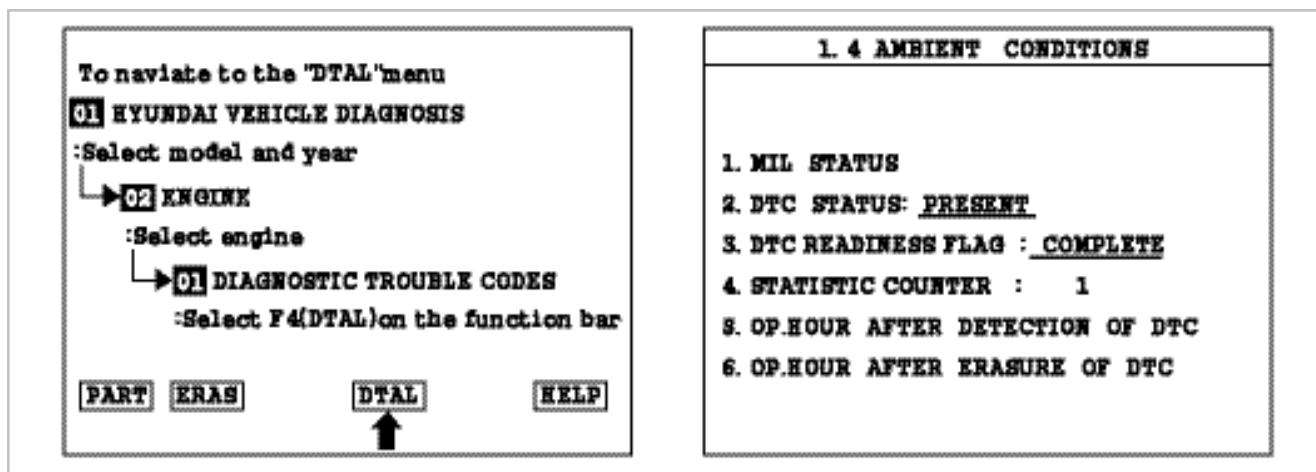 To naviate to the "DTAL"menu
01 HYUNDAI VEHICLE DIAGNOSIS
:Select model and year
02 ENGINE
:Select engine
01 DIAGNOSTIC TROUBLE CODES
:Select F4(DTAL)on the function bar
PART ERAS DTAL HELP
1. 4 AMBIENT CONDITIONS
1. MIL STATUS
2. DTC STATUS: PRESENT
3. DTC READINESS FLAG : COMPLETE
4. STATISTIC COUNTER : 1
5. OP.HOUR AFTER DETECTION OF DTC
6. OP.HOUR AFTER ERASURE OF DTC